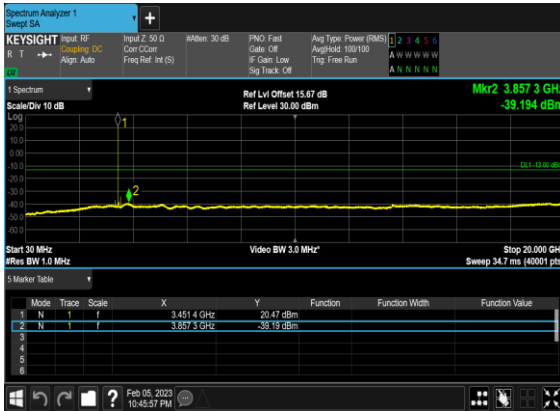 Spectrum Analyzer 1
Swept SA
+
KEYSIGHT Input: RF Input Z: 50 Ω #Atten: 30 dB PNO: Fast Avg Type: Power (RMS) 1 2 3 4 5 6
R T Coupling: DC Corr CCorr Gate: Off Avg|Hold: 100/100 A W W W W W
Align: Auto Freq Ref: Int (S) IF Gain: Low Trig: Free Run
Sig Track: Off A N N N N N
1 Spectrum
Ref Lvl Offset 15.67 dB Mkr2 3.857 3 GHz
Scale/Div 10 dB Ref Level 30.00 dBm -39.194 dBm
Log
20.0
10.0
0.00
-10.0
-20.0
-30.0
-40.0
-50.0
-60.0
1
2
DL1 -13.00 dBm
Start 30 MHz Video BW 3.0 MHz* Stop 20.000 GHz
#Res BW 1.0 MHz Sweep 34.7 ms (40001 pts)
5 Marker Table
Mode Trace Scale X Y Function Function Width Function Value
1 N 1 f 3.451 4 GHz 20.47 dBm
2 N 1 f 3.857 3 GHz -39.19 dBm
3
4
5
6
? Feb 05, 2023
10:45:57 PM